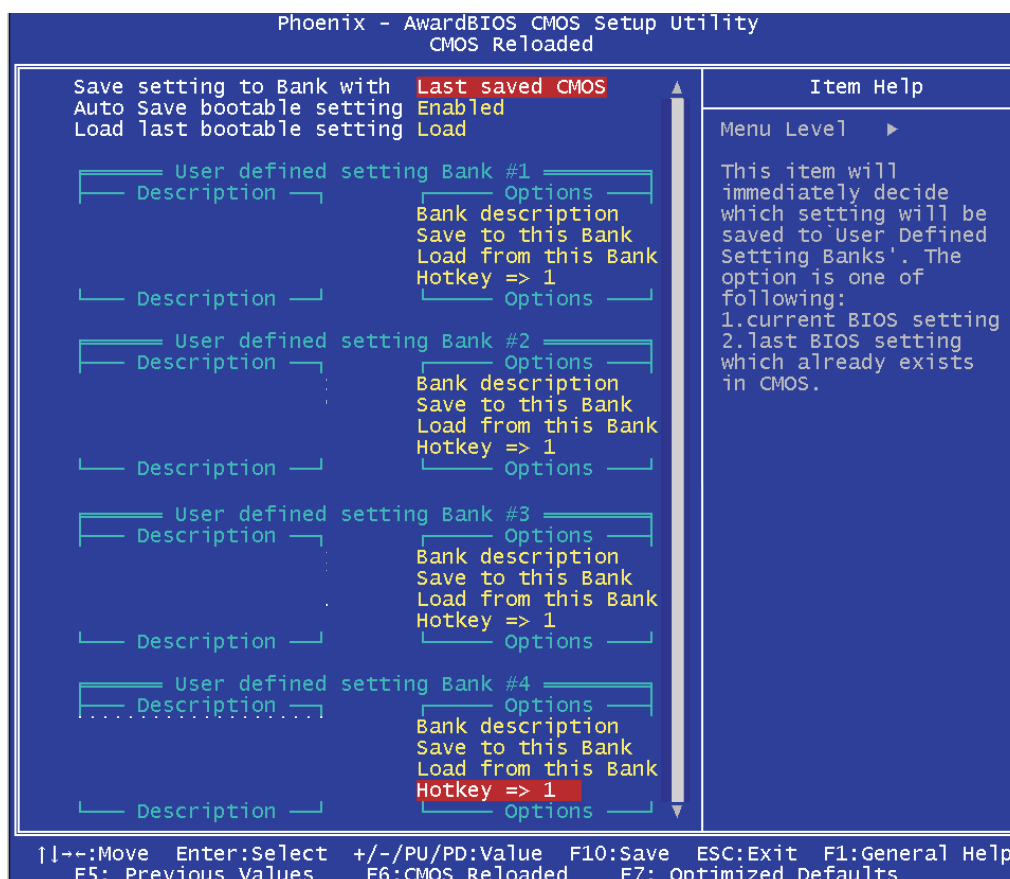 Phoenix - AwardBIOS CMOS Setup Utility
CMOS Reloaded
Save setting to Bank with Last saved CMOS
Auto Save bootable setting Enabled
Load last bootable setting Load
User defined setting Bank #1
Description Options
Bank description
Save to this Bank
Load from this Bank
Hotkey => 1
Description Options
User defined setting Bank #2
Description Options
Bank description
Save to this Bank
Load from this Bank
Hotkey => 1
Description Options
User defined setting Bank #3
Description Options
Bank description
Save to this Bank
Load from this Bank
Hotkey => 1
Description Options
User defined setting Bank #4
Description Options
Bank description
Save to this Bank
Load from this Bank
Hotkey => 1
Description Options
Item Help
Menu Level ►
This item will
immediately decide
which setting will be
saved to`User Defined
Setting Banks'. The
option is one of
following:
1.current BIOS setting
2.last BIOS setting
which already exists
in CMOS.
↑↓→←:Move Enter:Select +/-/PU/PD:Value F10:Save ESC:Exit F1:General Help
F5: Previous Values F6:CMOS Reloaded F7: Optimized Defaults